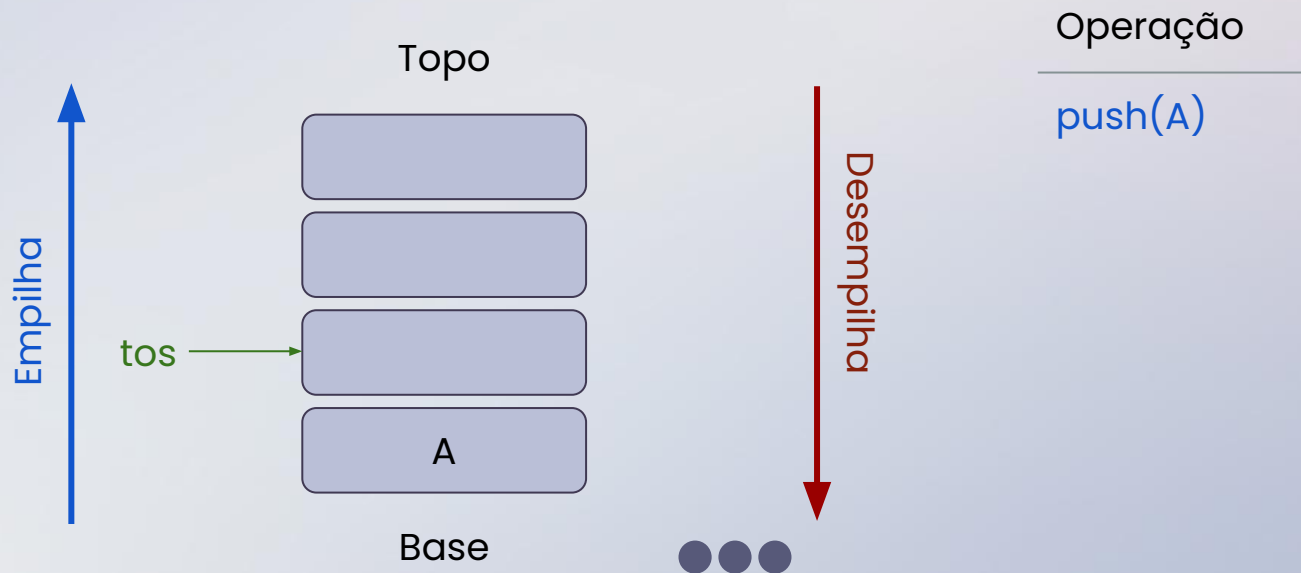 Operação
Topo
push(A)
Empilha
Desempilha
tos
A
Base